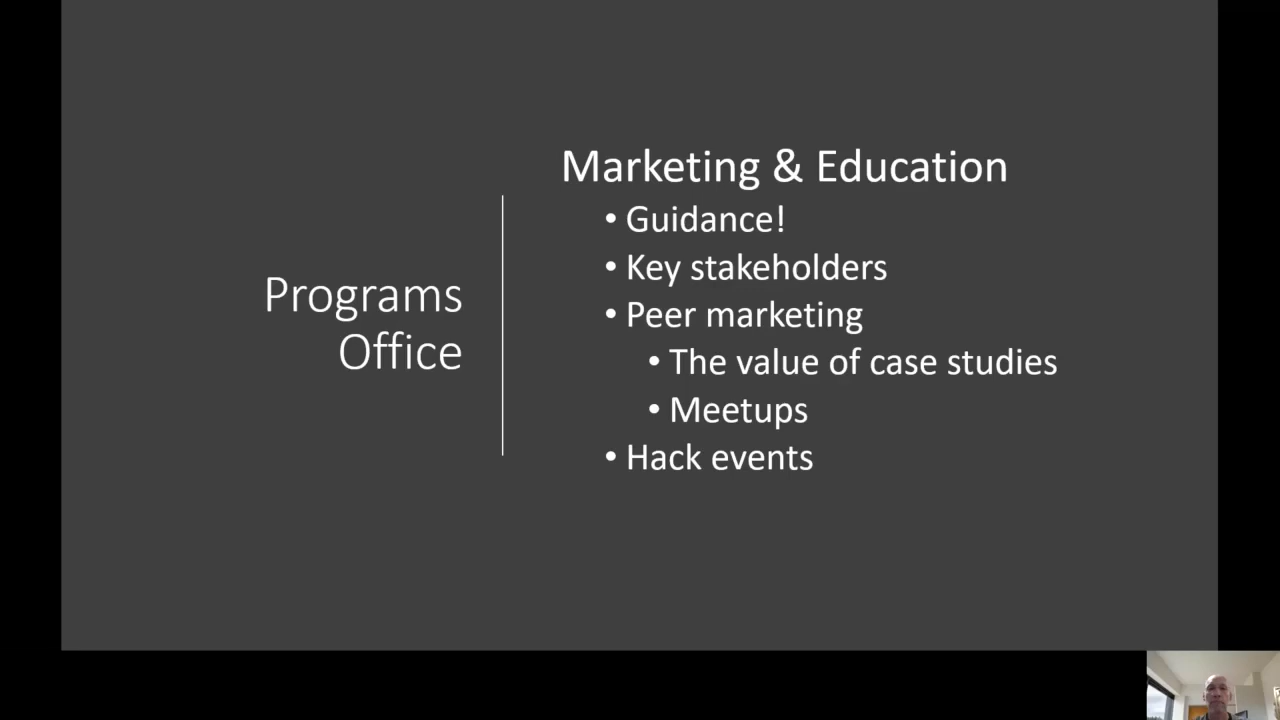 Programs
Office
Marketing & Education
• Guidance!
• Key stakeholders
• Peer marketing
• The value of case studies
• Meetups
• Hack events